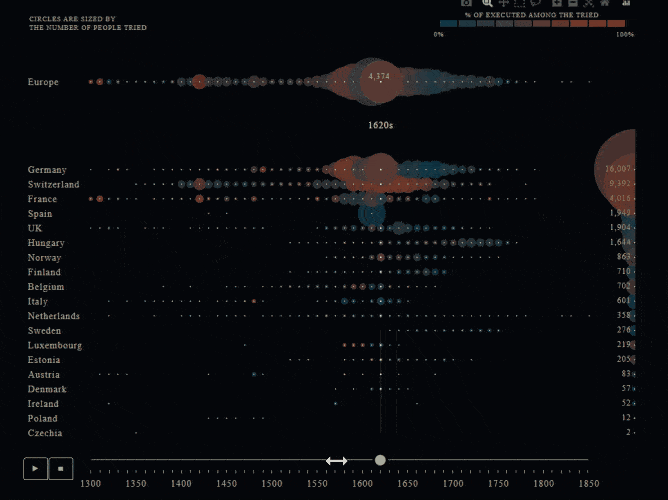 CIRCLES ARE SIZED BY
THE NUMBER OF PEOPLE TRIED
% OF EXECUTED AMONG THE TRIED
0% 100%
Europe 4,374
1620s
Germany 16,007
Switzerland 9,392
France 4,016
Spain 1,948
UK 1,904
Hungary 1,644
Norway 863
Finland 710
Belgium 702
Italy 601
Netherlands 358
Sweden 276
Luxembourg 219
Estonia 205
Austria 83
Denmark 57
Ireland 52
Poland 12
Czechia 2
1300 1350 1400 1450 1500 1550 1600 1650 1700 1750 1800 1850